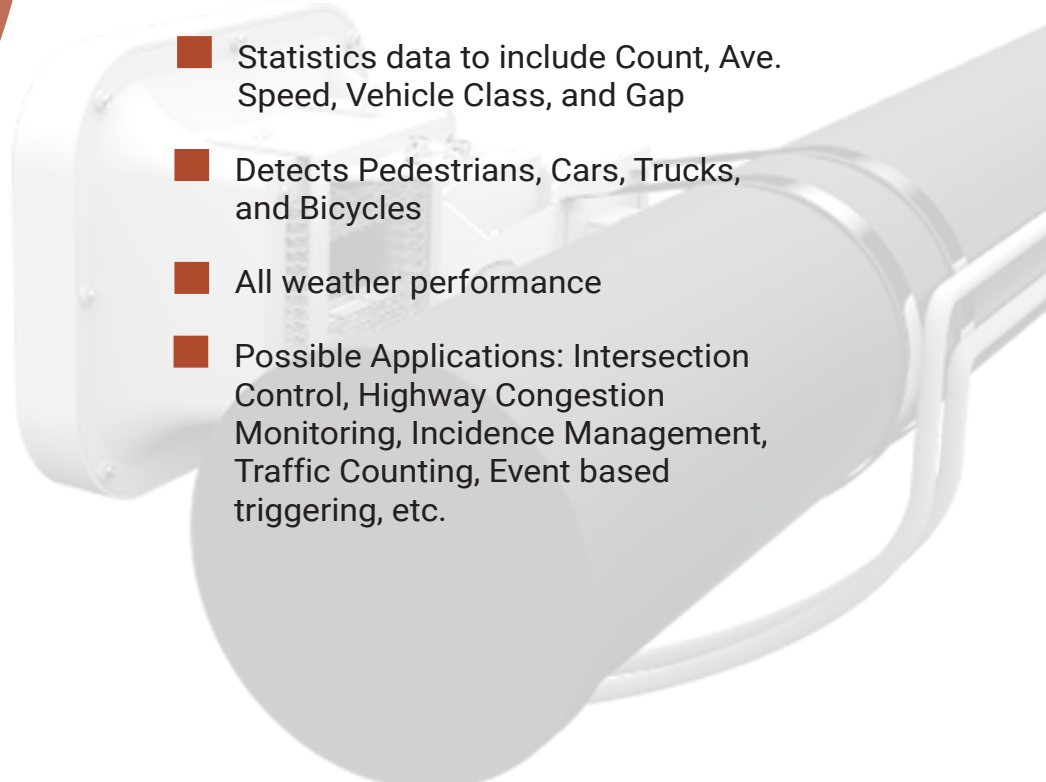 Statistics data to include Count, Ave.
Speed, Vehicle Class, and Gap
Detects Pedestrians, Cars, Trucks,
and Bicycles
All weather performance
Possible Applications: Intersection
Control, Highway Congestion
Monitoring, Incidence Management,
Traffic Counting, Event based
triggering, etc.